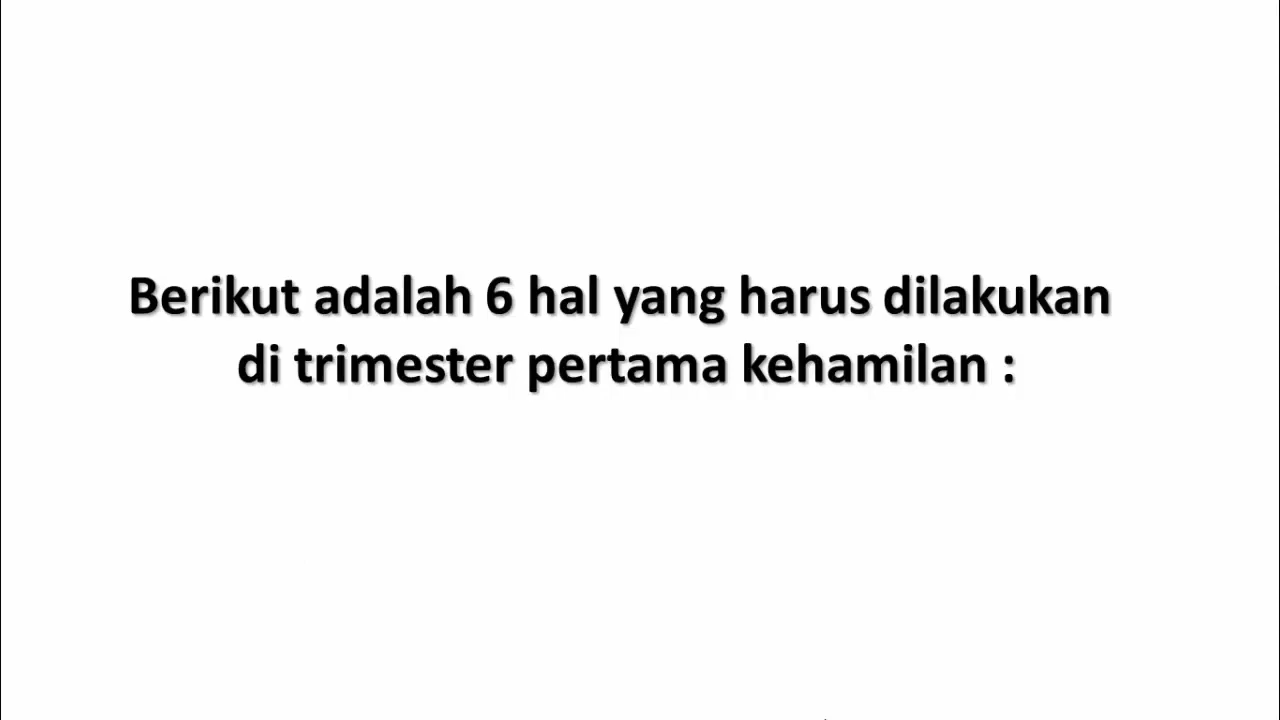 Berikut adalah 6 hal yang harus dilakukan
di trimester pertama kehamilan :